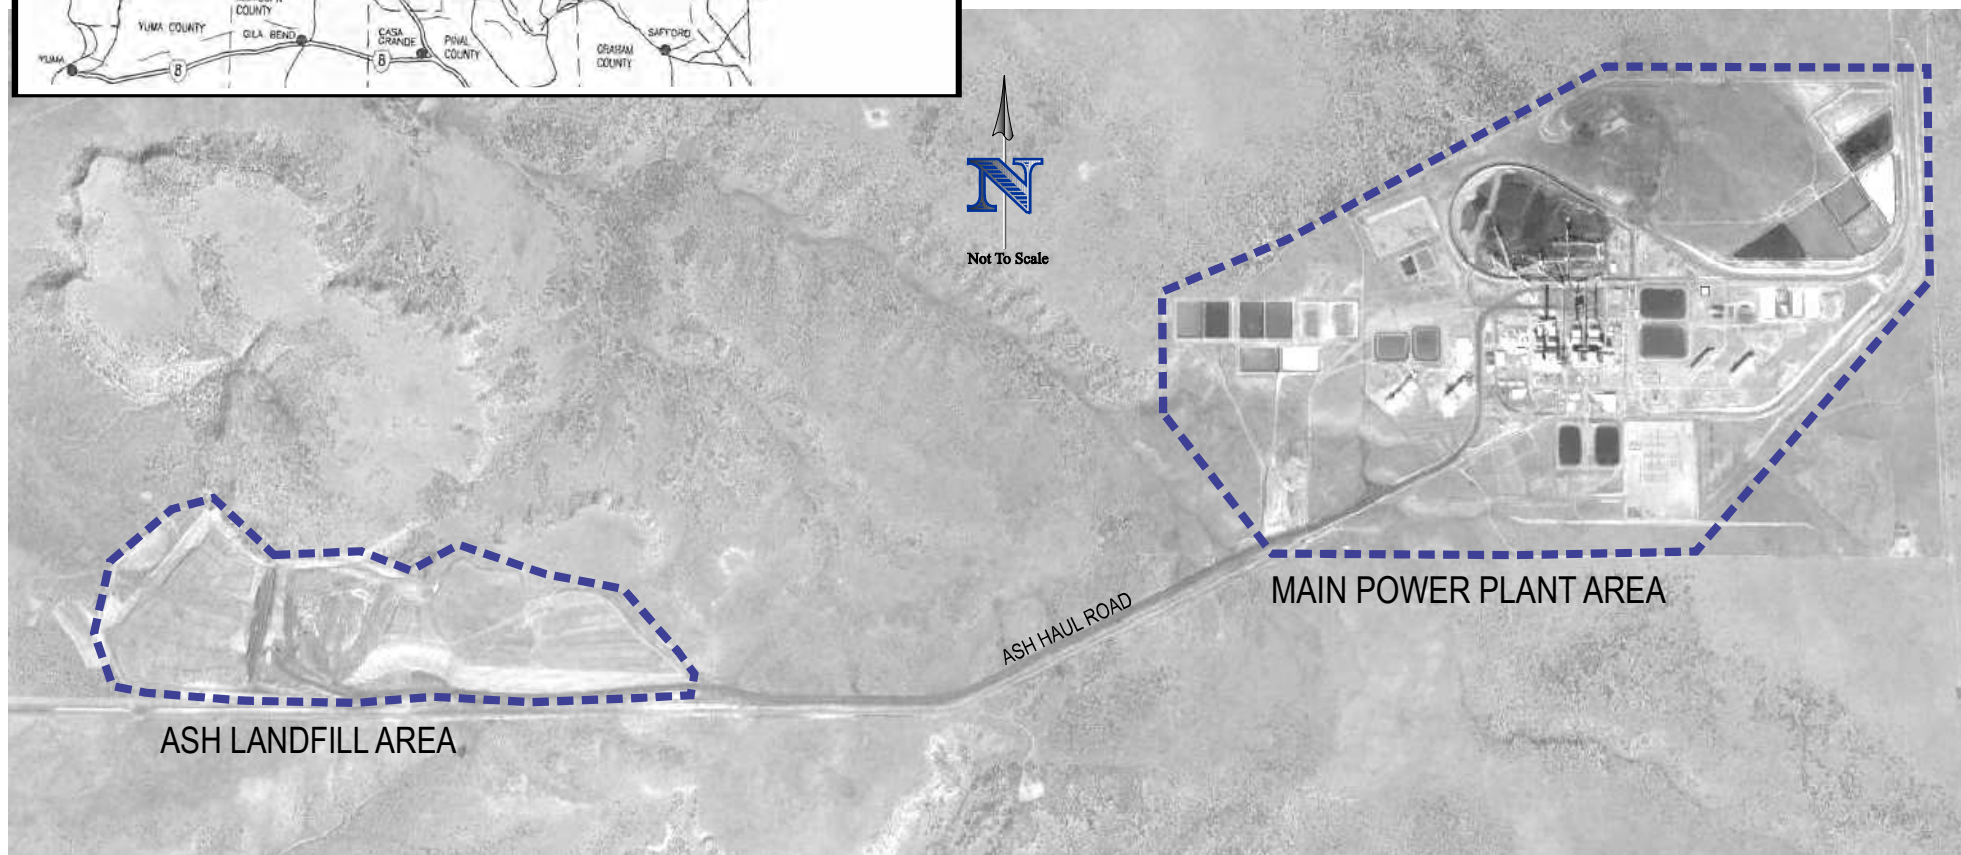 COUNTY
YUMA COUNTY
GILA BEND
CASA
GRANDE
PINAL
COUNTY
SAFFORD
GRAHAM
COUNTY
YUMA
8
8
N
Not To Scale
MAIN POWER PLANT AREA
ASH HAUL ROAD
ASH LANDFILL AREA